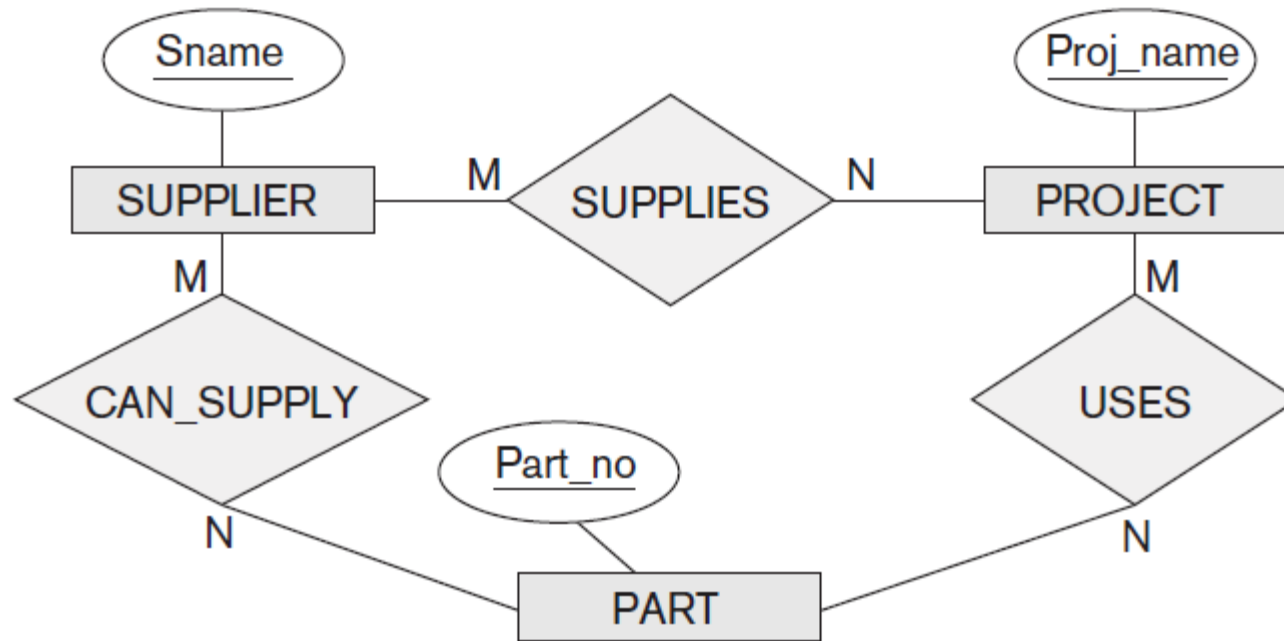 Sname
Proj_name
M
N
SUPPLIER
SUPPLIES
PROJECT
M
M
CAN_SUPPLY
USES
Part_no
N
N
PART